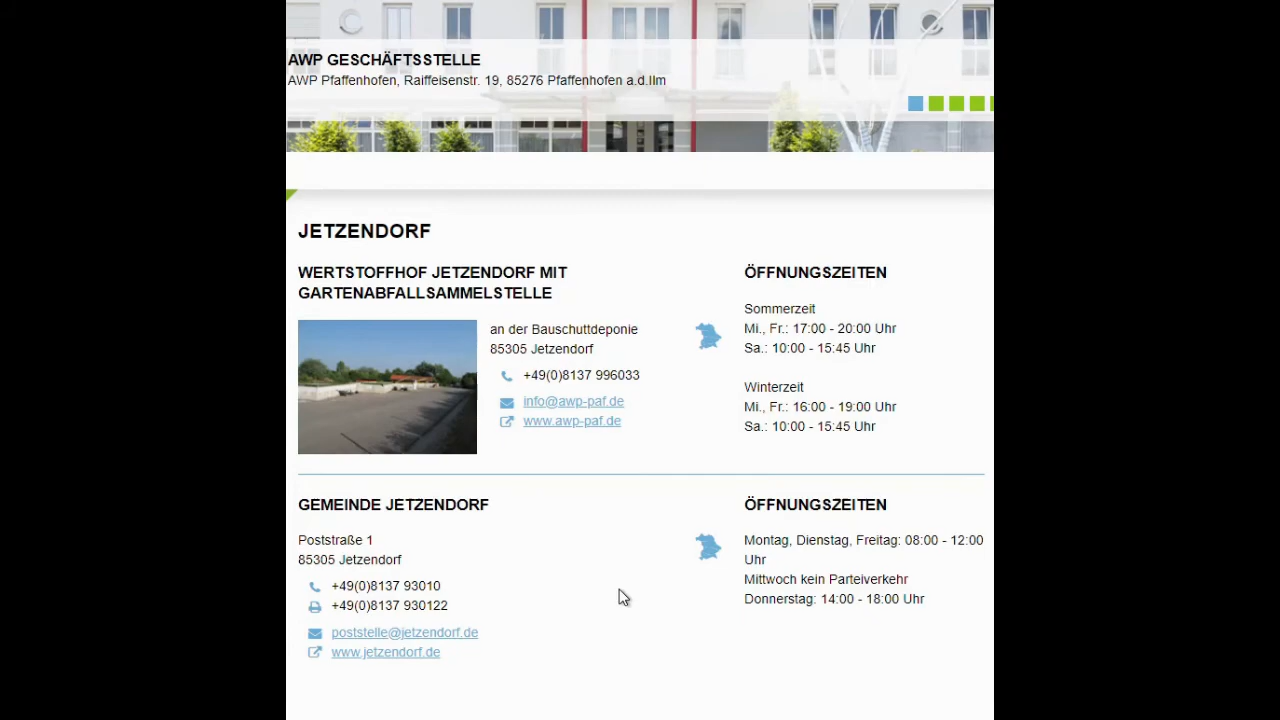 AWP GESCHÄFTSSTELLE
AWP Pfaffenhofen, Raiffeisenstr. 19, 85276 Pfaffenhofen a.d.Ilm
JETZENDORF
WERTSTOFFHOF JETZENDORF MIT
GARTENABFALLSAMMELSTELLE
an der Bauschuttdeponie
85305 Jetzendorf
+49(0)8137 996033
info@awp-paf.de
www.awp-paf.de
ÖFFNUNGSZEITEN
Sommerzeit
Mi., Fr.: 17:00 - 20:00 Uhr
Sa.: 10:00 - 15:45 Uhr
Winterzeit
Mi., Fr.: 16:00 - 19:00 Uhr
Sa.: 10:00 - 15:45 Uhr
GEMEINDE JETZENDORF
Poststraße 1
85305 Jetzendorf
+49(0)8137 93010
+49(0)8137 930122
poststelle@jetzendorf.de
www.jetzendorf.de
ÖFFNUNGSZEITEN
Montag, Dienstag, Freitag: 08:00 - 12:00
Uhr
Mittwoch kein Parteiverkehr
Donnerstag: 14:00 - 18:00 Uhr